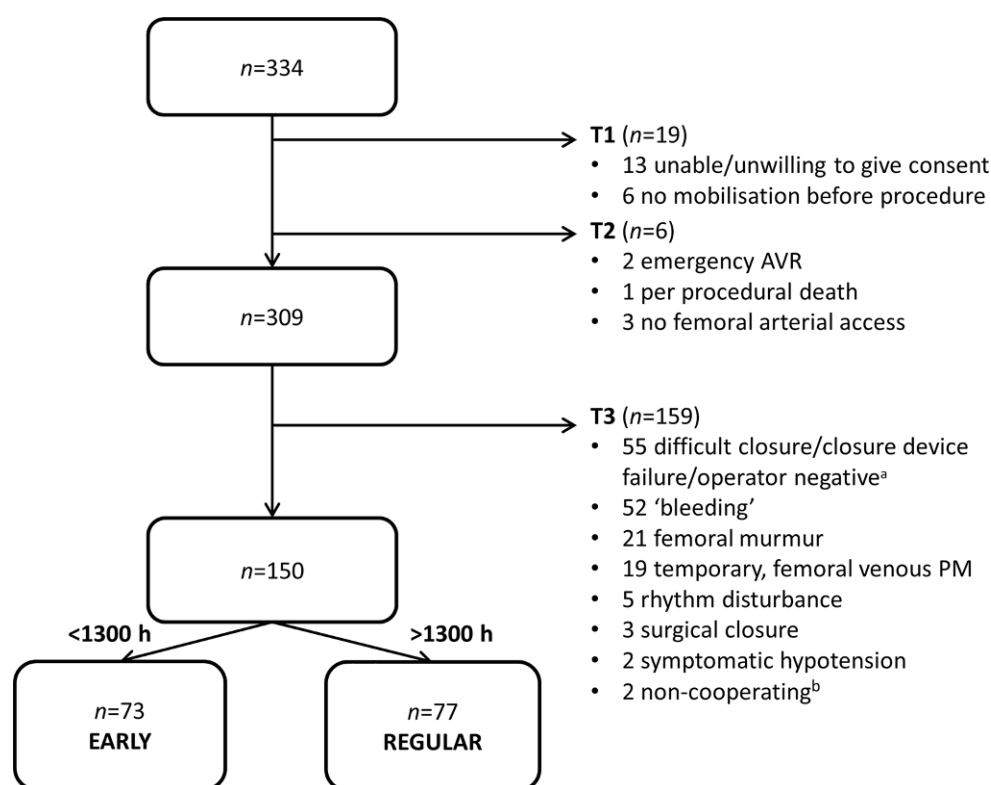 n=334
T1 (n=19)
• 13 unable/unwilling to give consent
• 6 no mobilisation before procedure
T2 (n=6)
• 2 emergency AVR
• 1 per procedural death
• 3 no femoral arterial access
n=309
T3 (n=159)
• 55 difficult closure/closure device
failure/operator negativeᵃ
• 52 ‘bleeding’
• 21 femoral murmur
• 19 temporary, femoral venous PM
• 5 rhythm disturbance
• 3 surgical closure
• 2 symptomatic hypotension
• 2 non-cooperatingᵇ
n=150
<1300 h
>1300 h
n=73
EARLY
n=77
REGULAR